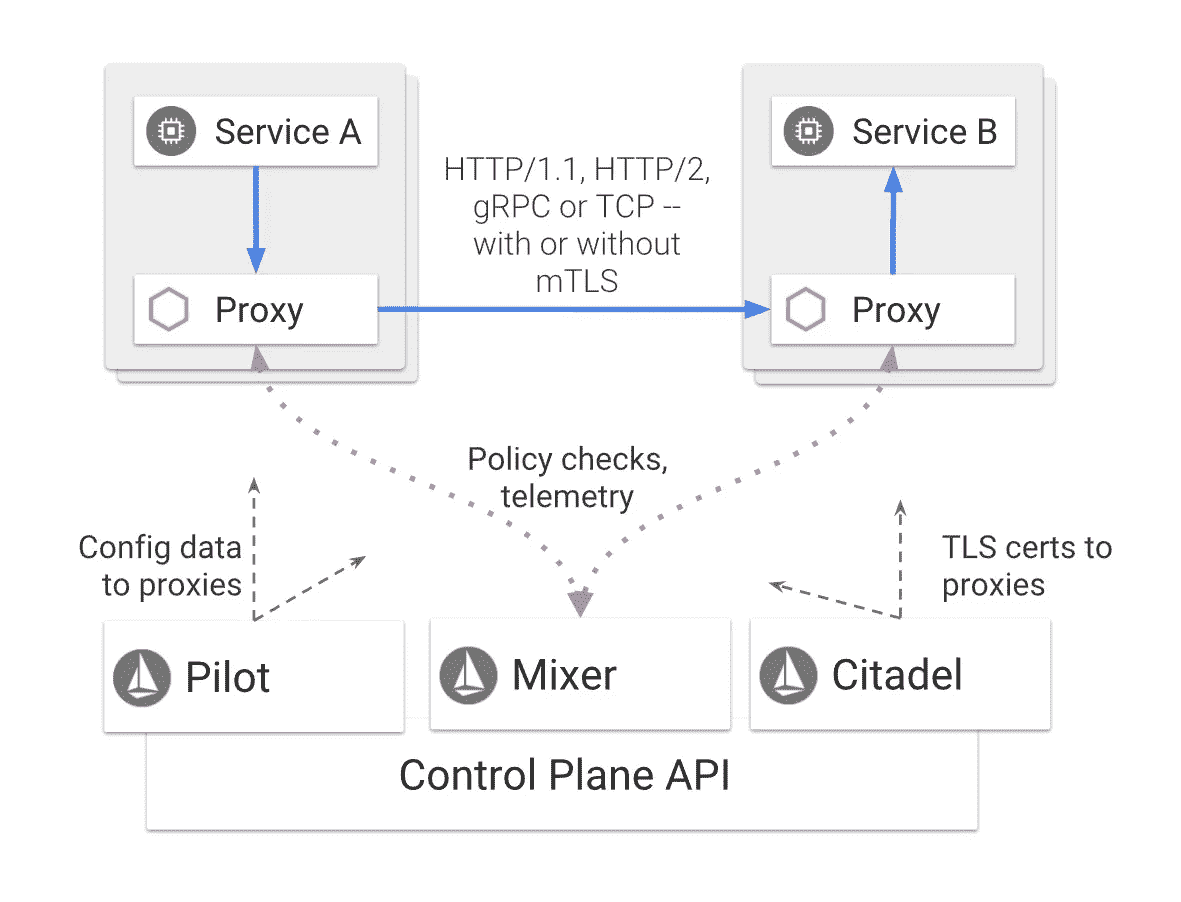 Service A
Service B
HTTP/1.1, HTTP/2,
gRPC or TCP --
with or without
mTLS
Proxy
Proxy
Policy checks,
telemetry
Config data
to proxies
TLS certs to
proxies
Pilot
Mixer
Citadel
Control Plane API